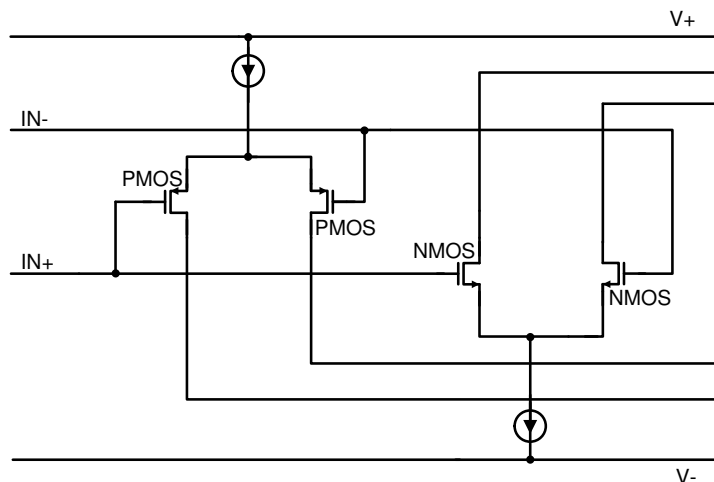 V+
IN-
PMOS
PMOS
IN+
NMOS
NMOS
V-